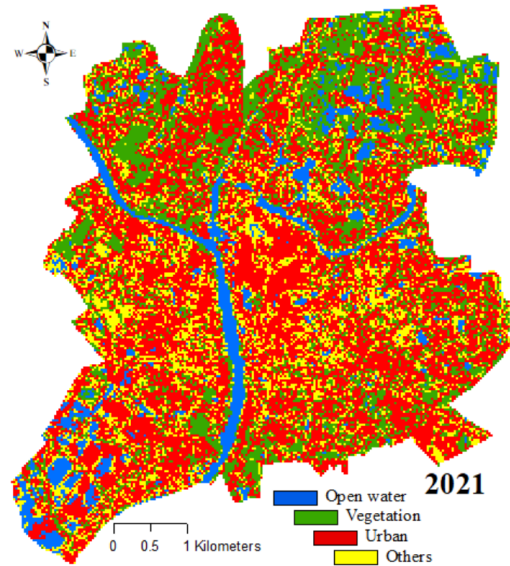 N
W E
S
2021
Open water
Vegetation
Urban
Others
0 0.5 1 Kilometers